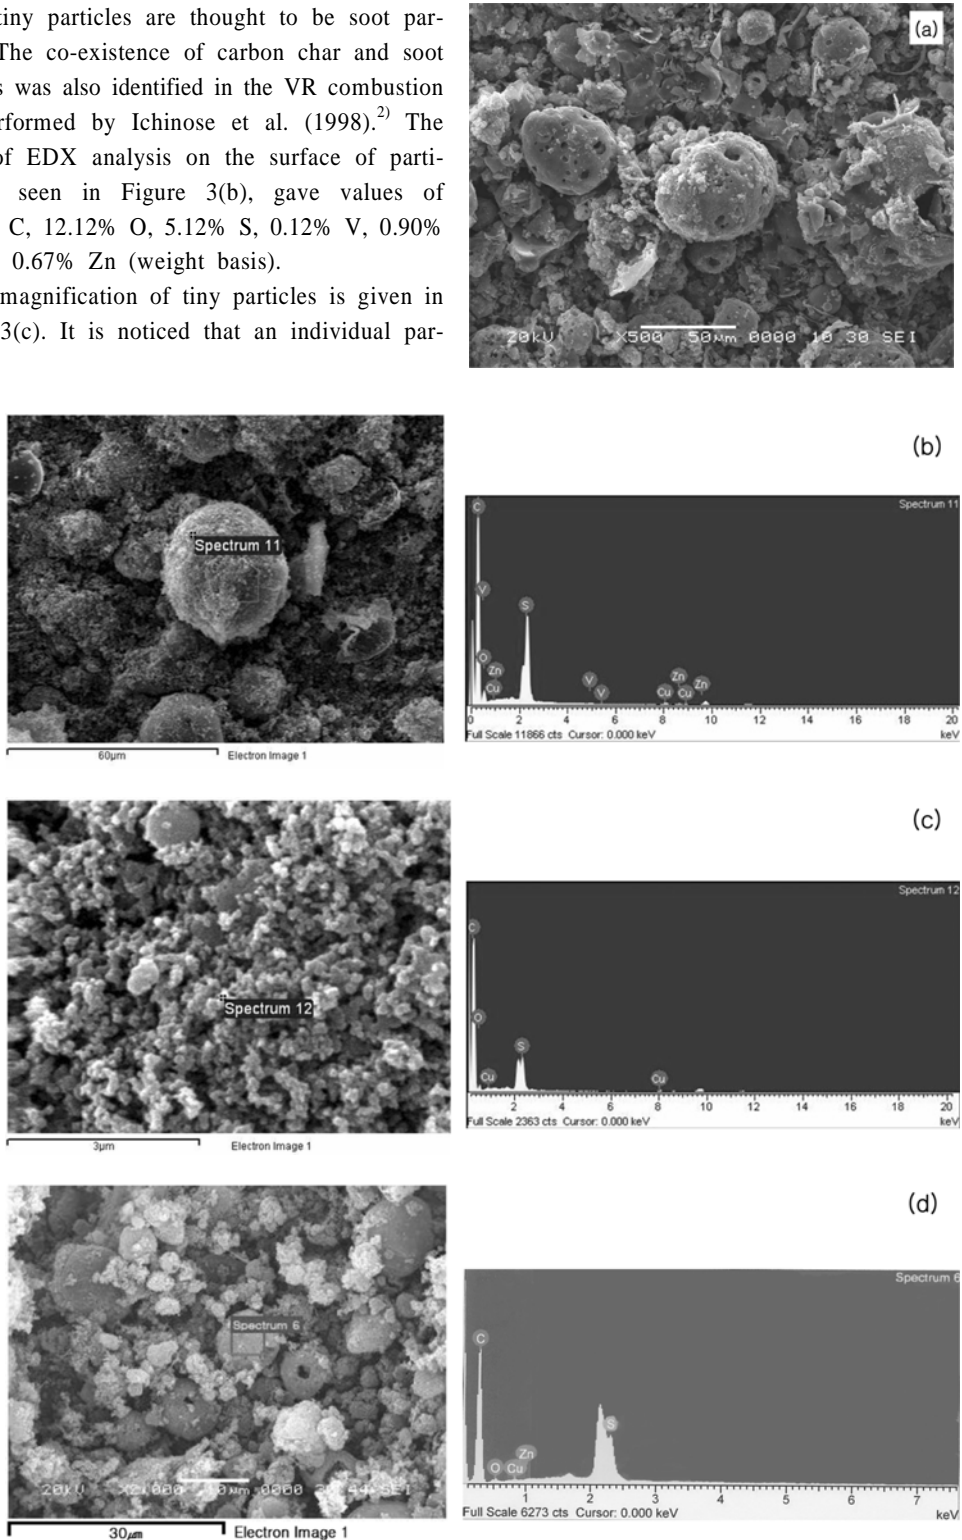 tiny particles are thought to be soot par-
The co-existence of carbon char and soot
s was also identified in the VR combustion
rformed by Ichinose et al. (1998).2) The
of EDX analysis on the surface of parti-
seen in Figure 3(b), gave values of
C, 12.12% O, 5.12% S, 0.12% V, 0.90%
0.67% Zn (weight basis).
magnification of tiny particles is given in
3(c). It is noticed that an individual par-
(a)
20kV X500 50µm 0000 10 30 SEI
(b)
Spectrum 11
60µm Electron Image 1
Spectrum 11
C
V
S
O
Zn
Cu
V
V
Zn
Cu
Cu
Zn
0 2 4 6 8 10 12 14 16 18 20
Full Scale 11866 cts Cursor: 0.000 keV
keV
(c)
Spectrum 12
3µm Electron Image 1
Spectrum 12
C
O
S
Cu
Cu
2 4 6 8 10 12 14 16 18 20
Full Scale 2363 cts Cursor: 0.000 keV
keV
(d)
Spectrum 6
20kV X2,000 10µm 0000 SEI
30µm Electron Image 1
Spectrum 6
C
S
O
Cu
Zn
1 2 3 4 5 6 7
Full Scale 6273 cts Cursor: 0.000 keV
keV